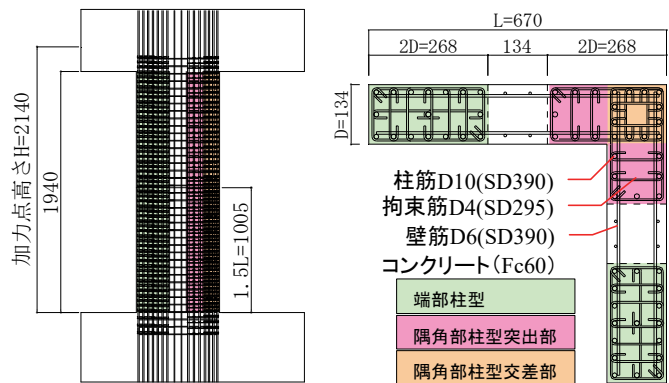 加力点高さH=2140
1940
1.5L=1005
L=670
2D=268
134
2D=268
D=134
柱筋D10(SD390)
拘束筋D4(SD295)
壁筋D6(SD390)
コンクリート(Fc60)
端部柱型
隅角部柱型突出部
隅角部柱型交差部